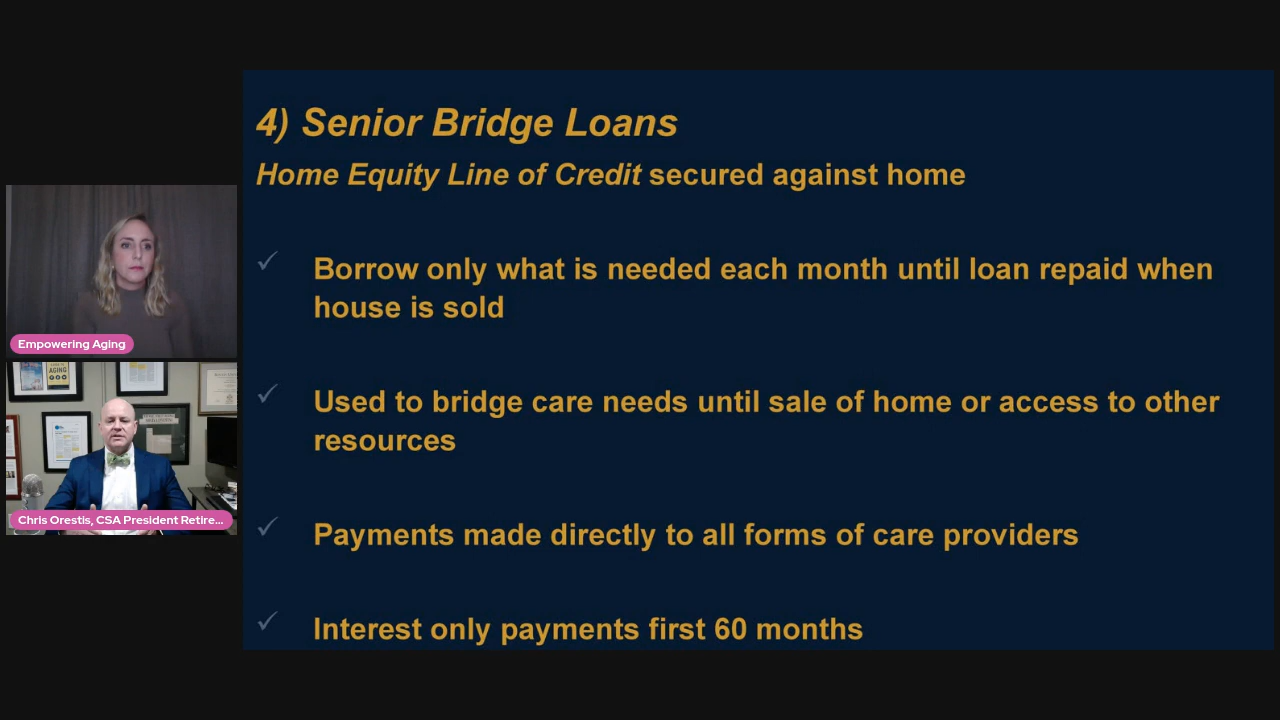 4) Senior Bridge Loans
Home Equity Line of Credit secured against home
Borrow only what is needed each month until loan repaid when
house is sold
Used to bridge care needs until sale of home or access to other
resources
Payments made directly to all forms of care providers
Interest only payments first 60 months
Empowering Aging
AGING
Chris Orestis, CSA President Retire...